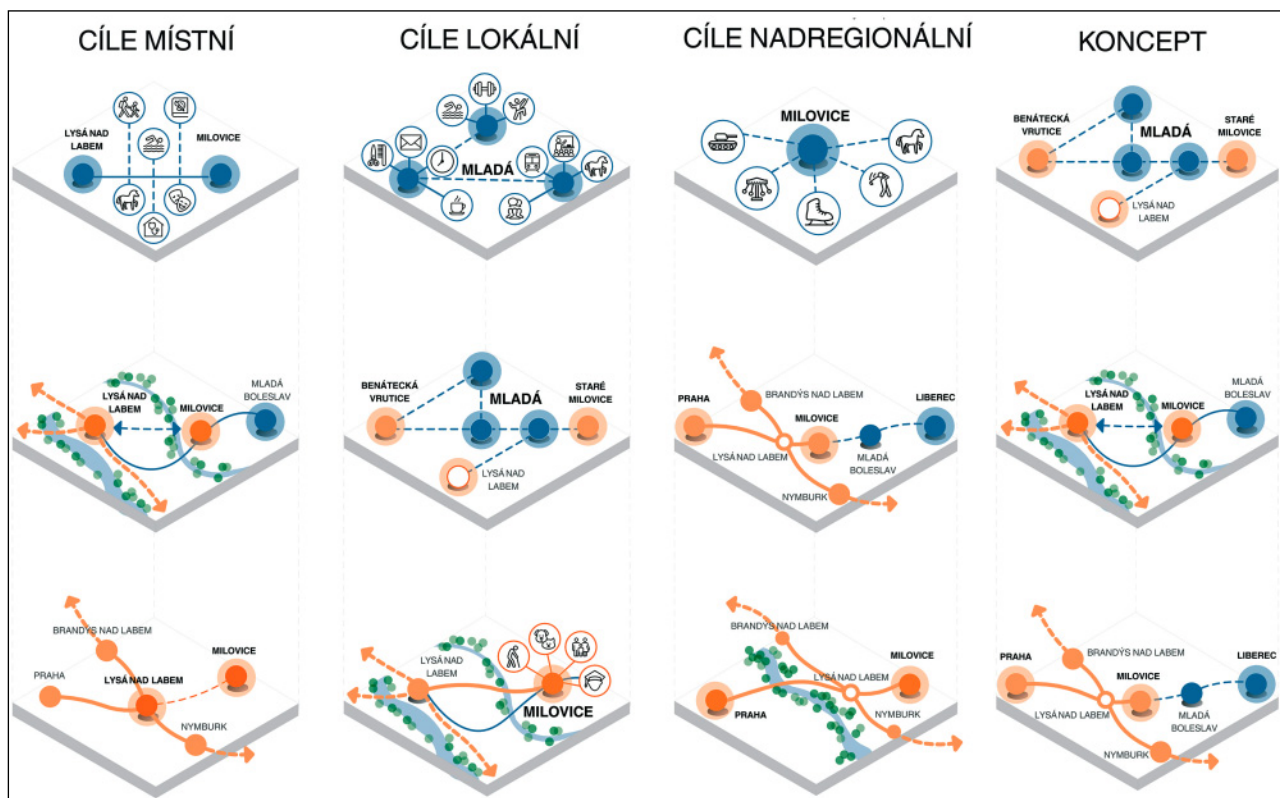 CÍLE MÍSTNÍ
CÍLE LOKÁLNÍ
CÍLE NADREGIONÁLNÍ
KONCEPT
LYSÁ NAD
LABEM
MILOVICE
MLADÁ
MILOVICE
BENÁTECKÁ
VRUTICE
MLADÁ
STARÉ
MILOVICE
LYSÁ NAD
LABEM
LYSÁ NAD
LABEM
MILOVICE
MLADÁ
BOLESLAV
BENÁTECKÁ
VRUTICE
MLADÁ
STARÉ
MILOVICE
LYSÁ NAD
LABEM
PRAHA
BRANDÝS NAD LABEM
MILOVICE
LIBEREC
LYSÁ NAD LABEM
MLADÁ
BOLESLAV
NYMBURK
LYSÁ NAD
LABEM
MILOVICE
MLADÁ
BOLESLAV
BRANDÝS NAD LABEM
PRAHA
LYSÁ NAD LABEM
MILOVICE
NYMBURK
LYSÁ NAD
LABEM
MILOVICE
BRANDÝS NAD LABEM
MILOVICE
LYSÁ NAD LABEM
PRAHA
NYMBURK
PRAHA
BRANDÝS NAD LABEM
MILOVICE
LIBEREC
LYSÁ NAD LABEM
MLADÁ
BOLESLAV
NYMBURK